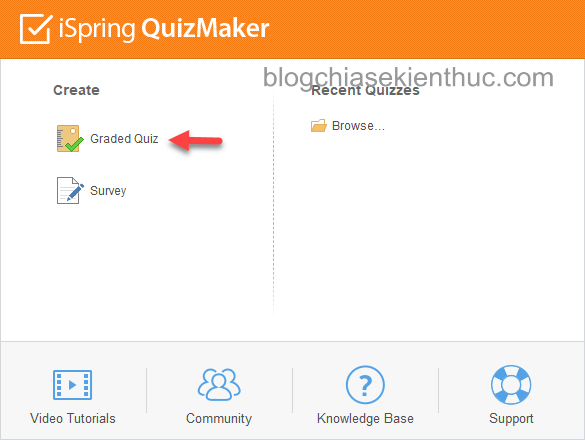 iSpring QuizMaker
blogchiasekienthuc.com
Create
Recent Quizzes
Graded Quiz
Browse...
Survey
Video Tutorials
Community
Knowledge Base
Support